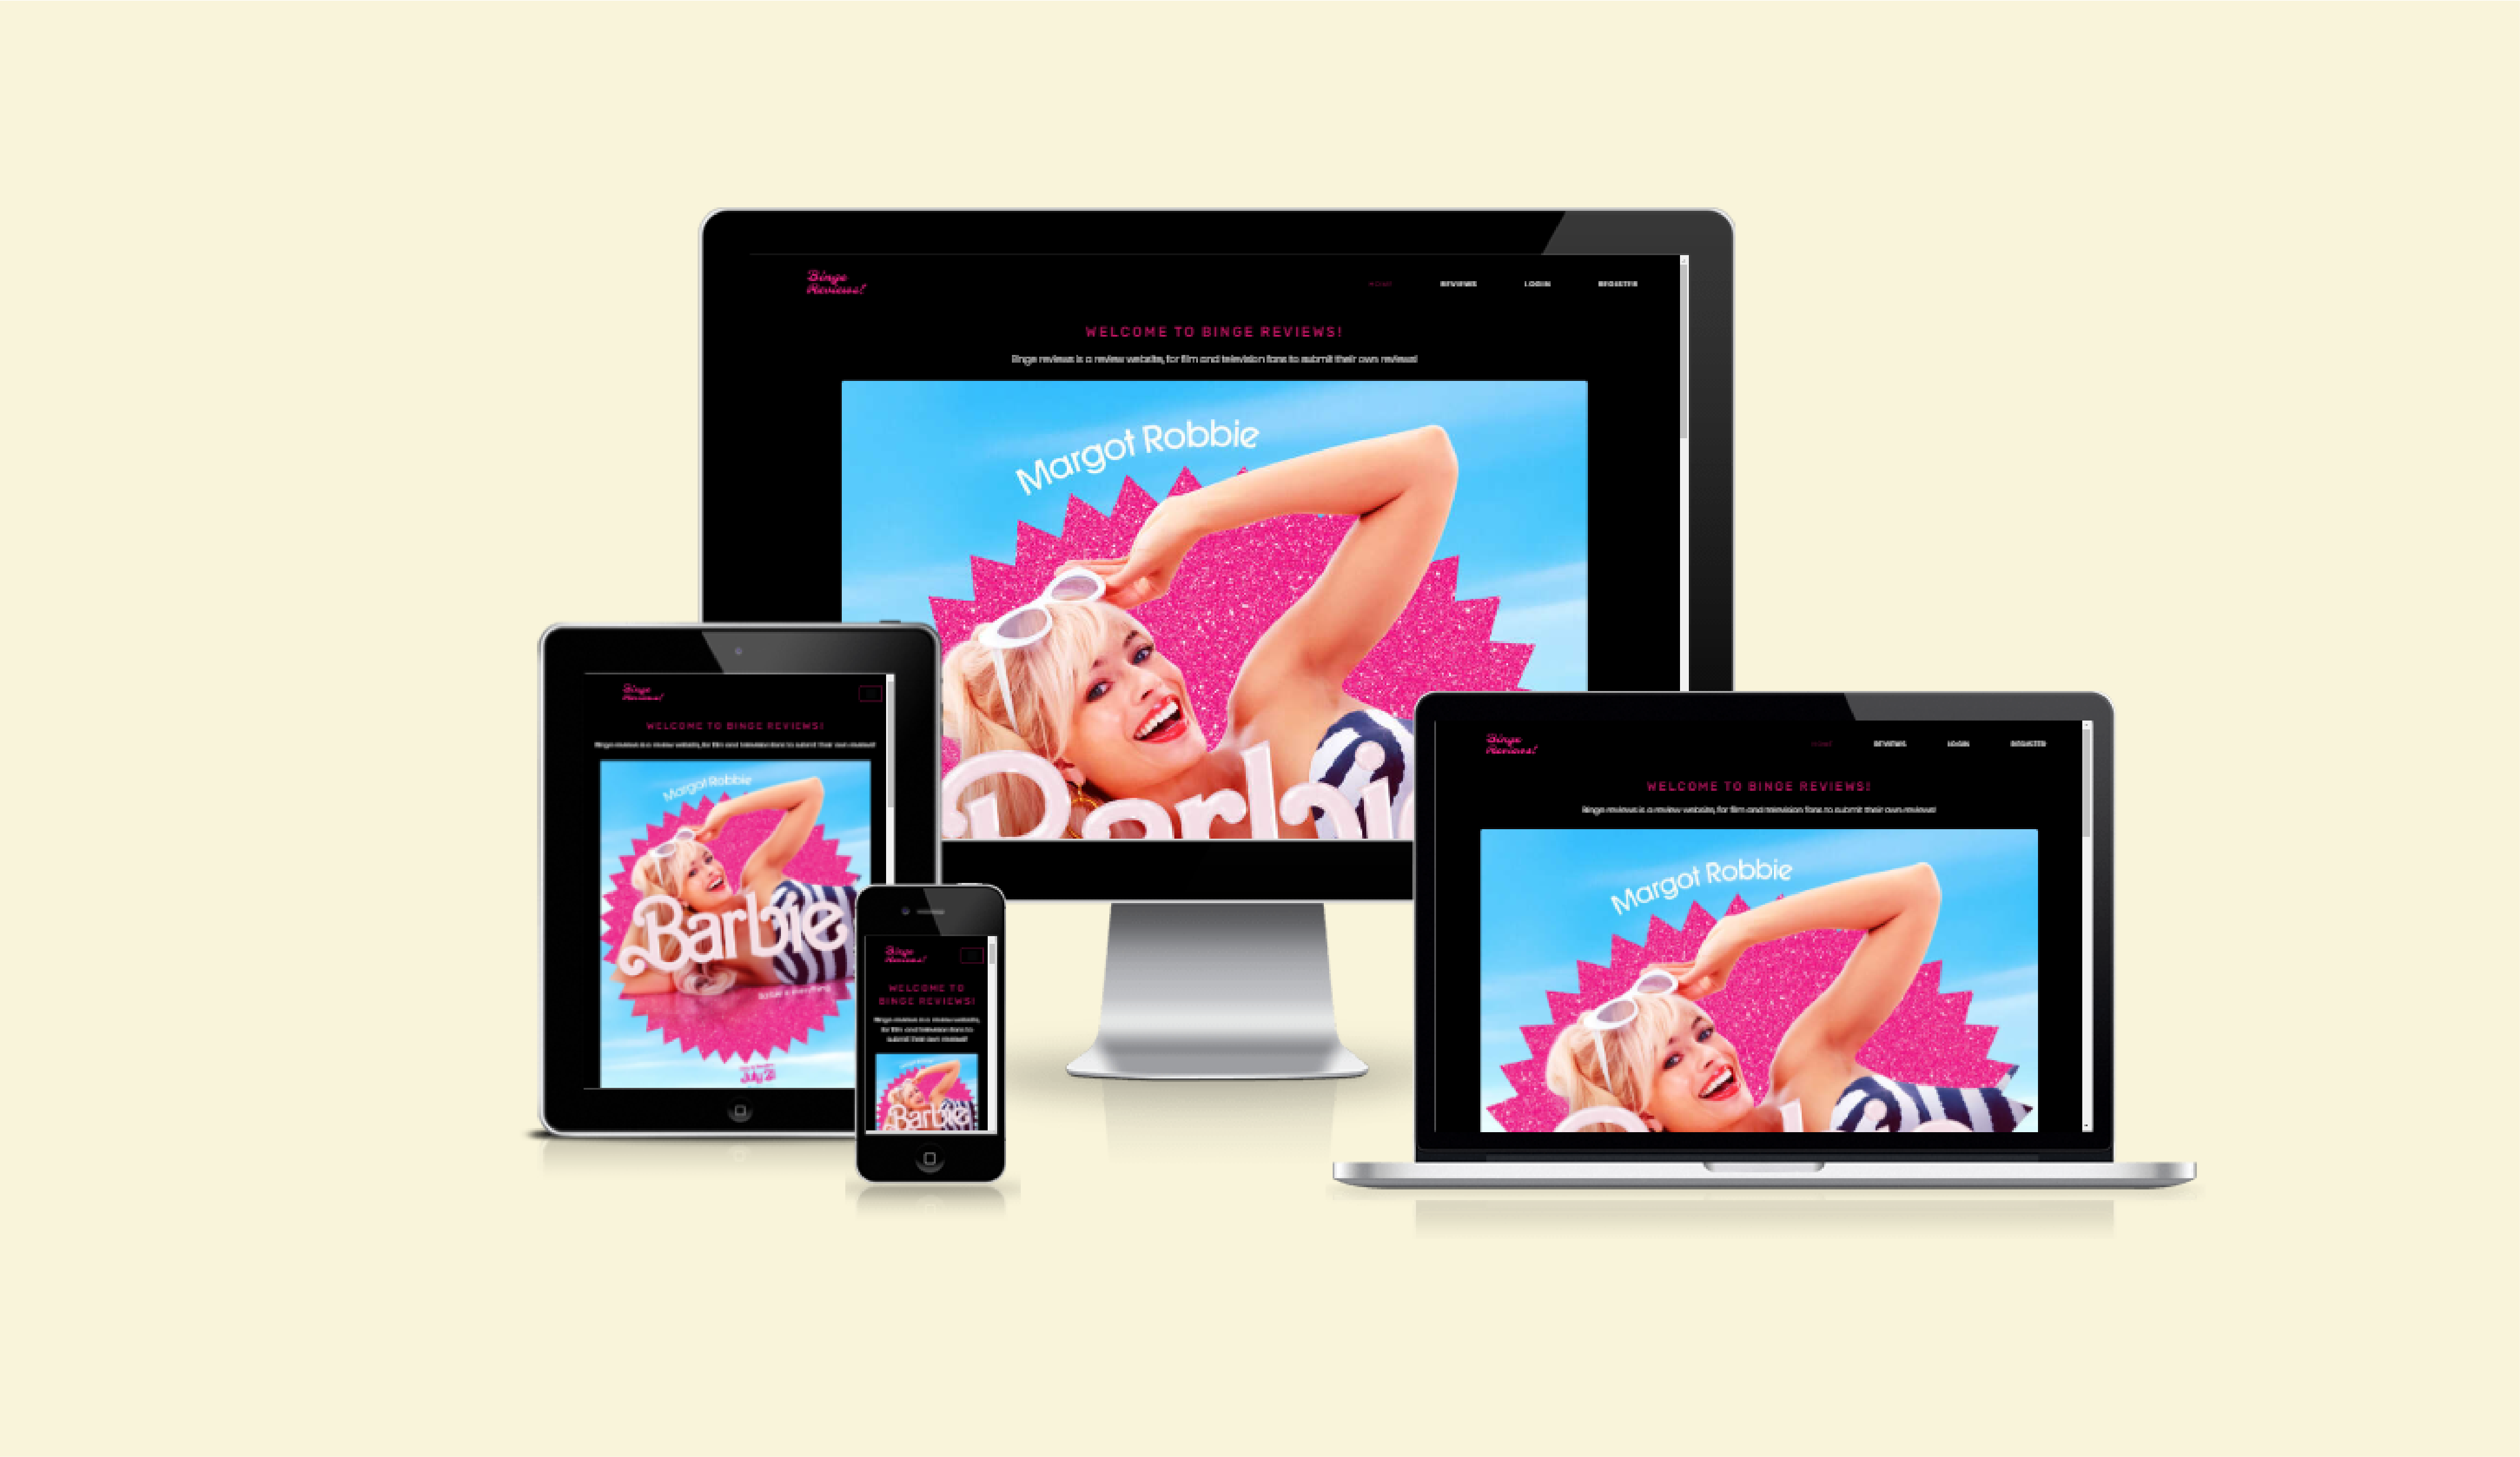 Binge
Reviews!
HOME REVIEWS LOGIN REGISTER
WELCOME TO BINGE REVIEWS!
Binge reviews is a review website, for film and television fans to submit their own reviews!
Margot Robbie
Barbie
Binge
Reviews!
WELCOME TO BINGE REVIEWS!
Binge reviews is a review website, for film and television fans to submit their own reviews!
Margot Robbie
Barbie
July 21
Binge
Reviews!
WELCOME TO
BINGE REVIEWS!
Binge reviews is a review website,
for film and television fans to
submit their own reviews!
Barbie
Binge
Reviews!
HOME REVIEWS LOGIN REGISTER
WELCOME TO BINGE REVIEWS!
Binge reviews is a review website, for film and television fans to submit their own reviews!
Margot Robbie